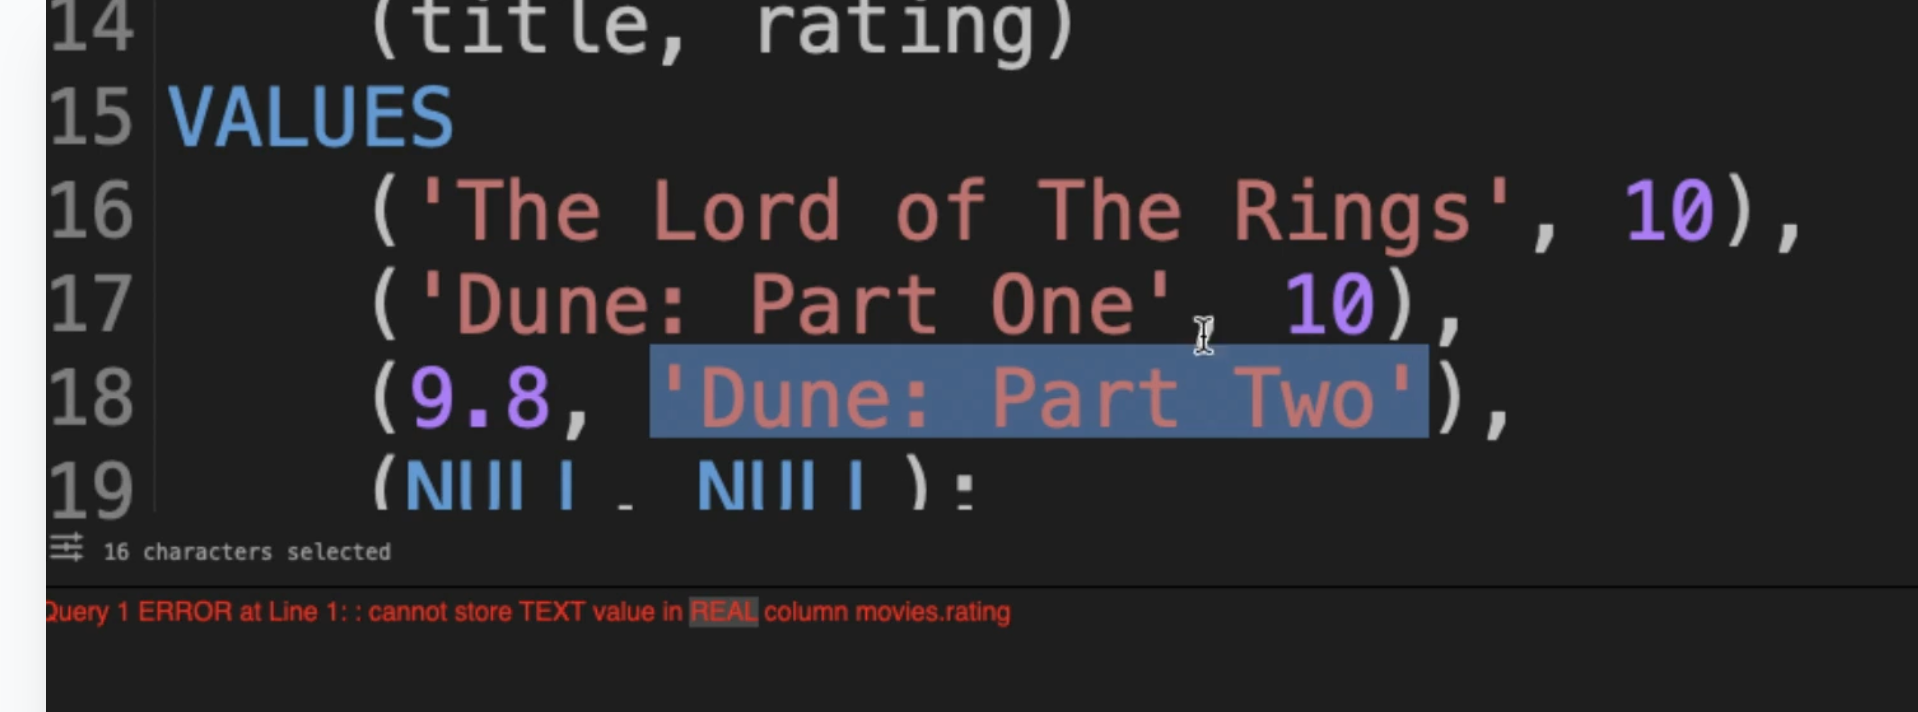 14 (title, rating)
15 VALUES
16 ('The Lord of The Rings', 10),
17 ('Dune: Part One', 10),
18 (9.8, 'Dune: Part Two'),
19 (NULL, NULL);
16 characters selected
Query 1 ERROR at Line 1: : cannot store TEXT value in REAL column movies.rating